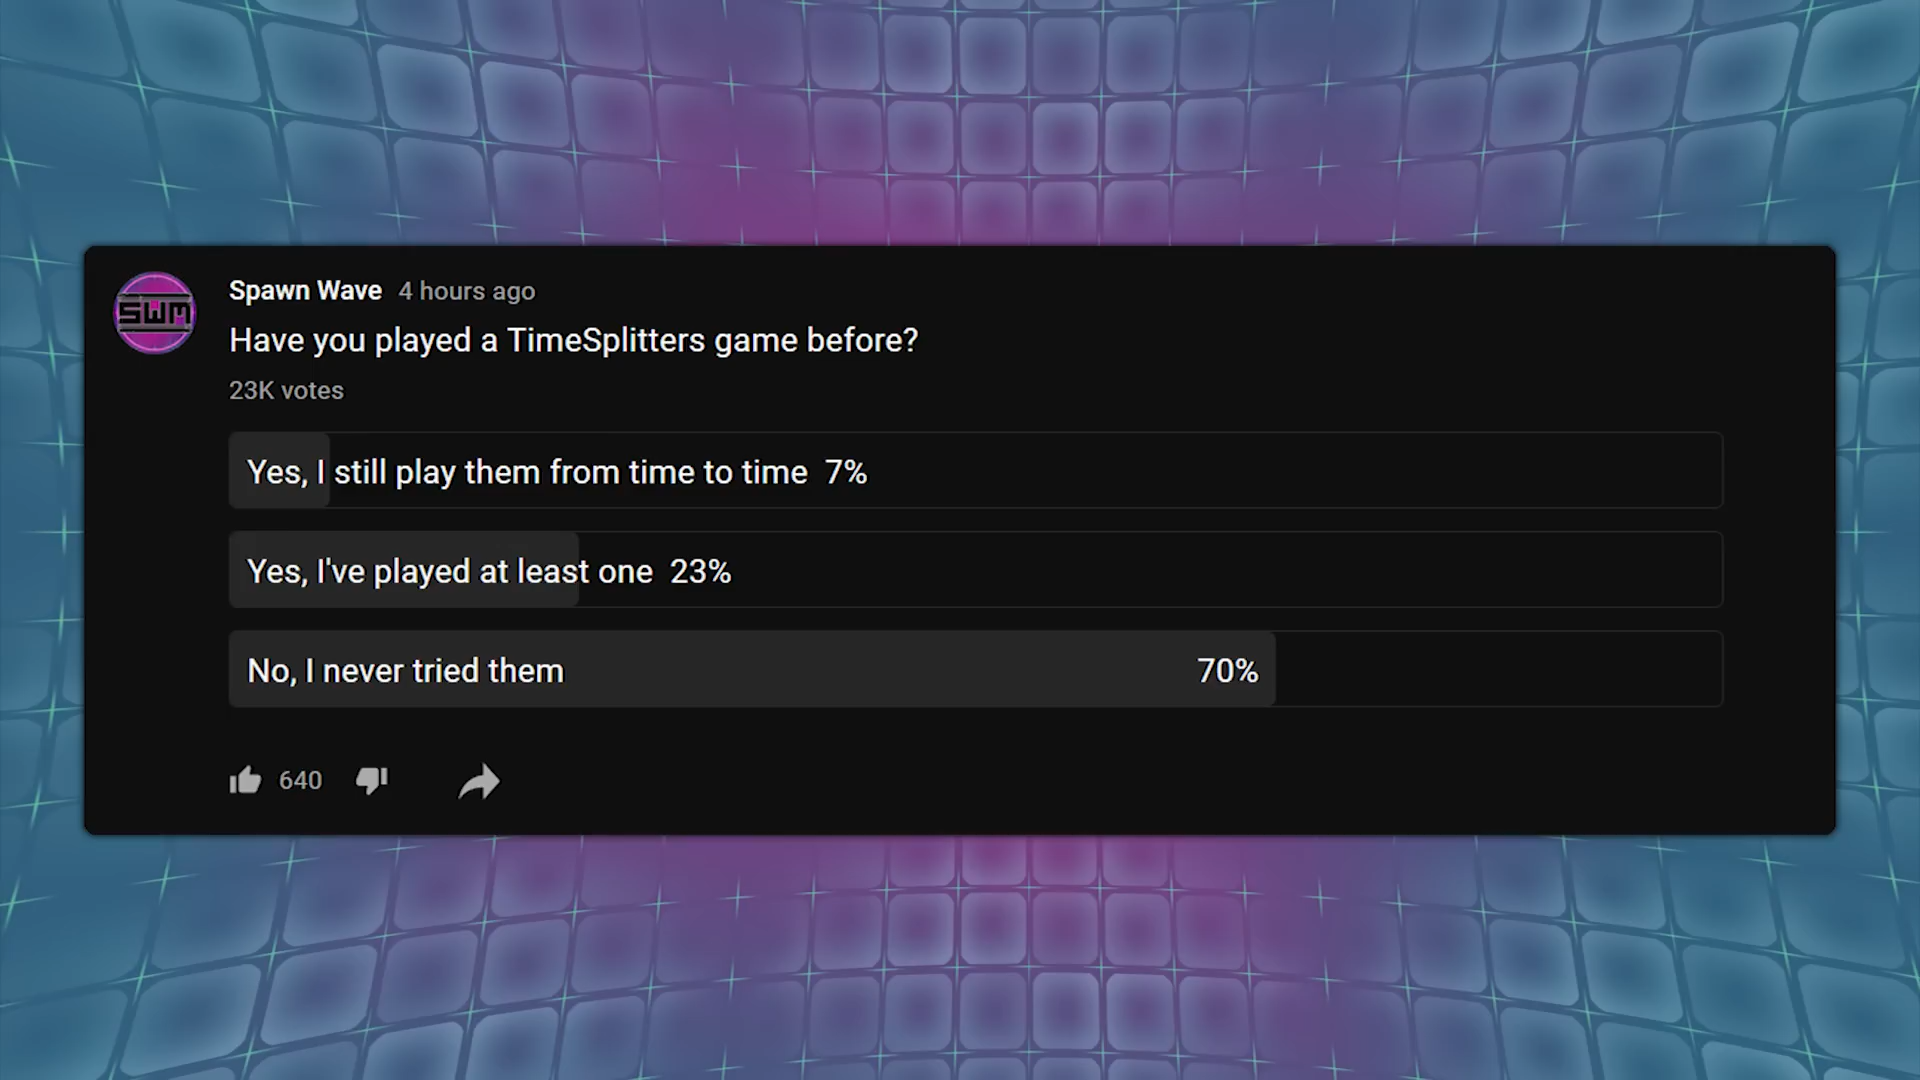 SWM
Spawn Wave 4 hours ago
Have you played a TimeSplitters game before?
23K votes
Yes, I still play them from time to time 7%
Yes, I've played at least one 23%
No, I never tried them 70%
640